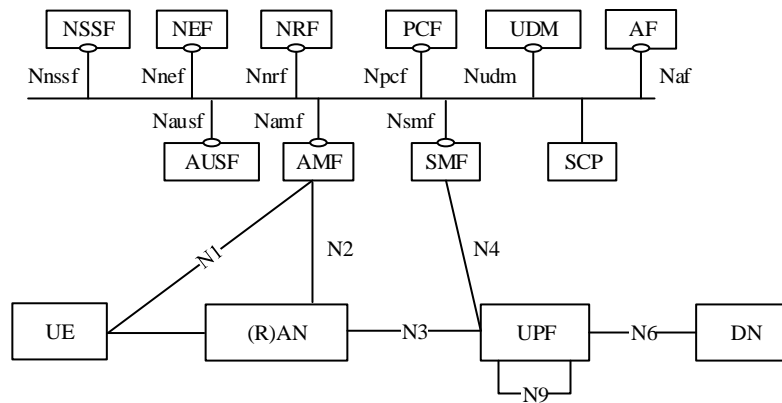 NSSF NEF NRF PCF UDM AF
Nnssf Nnef Nnrf Npcf Nudm Naf
Nausf Namf Nsmf
AUSF AMF SMF SCP
N1 N2 N4
UE (R)AN N3 UPF N6 DN
N9